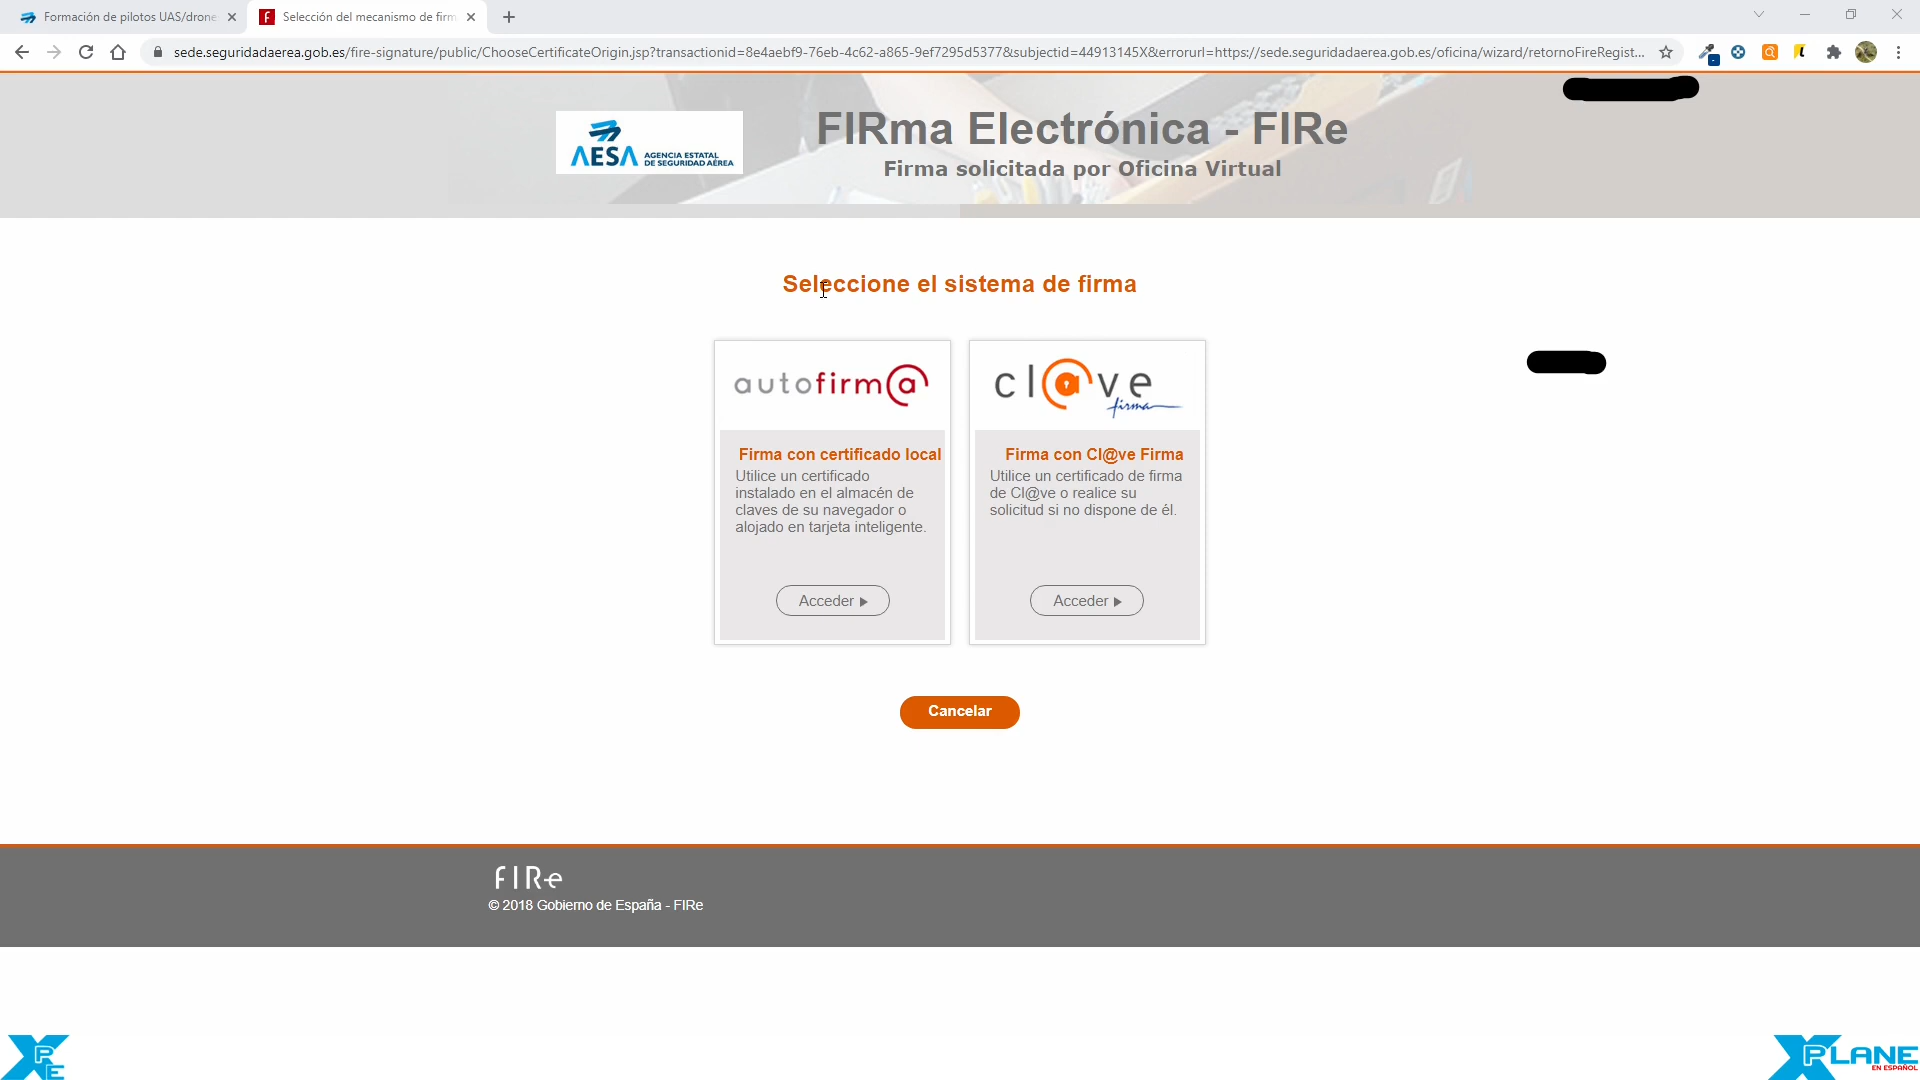 Formación de pilotos UAS/drone
Selección del mecanismo de firm
sede.seguridadaerea.gob.es/fire-signature/public/ChooseCertificateOrigin.jsp?transactionid=8e4aebf9-76eb-4c62-a865-9ef7295d5377&subjectid=44913145X&errorurl=https://sede.seguridadaerea.gob.es/oficina/wizard/retornoFireRegist...
AESA AGENCIA ESTATAL
DE SEGURIDAD AÉREA
FIRma Electrónica - FIRe
Firma solicitada por Oficina Virtual
Seleccione el sistema de firma
autofirm@
Firma con certificado local
Utilice un certificado
instalado en el almacén de
claves de su navegador o
alojado en tarjeta inteligente.
Acceder
cl@ve
firma
Firma con Cl@ve Firma
Utilice un certificado de firma
de Cl@ve o realice su
solicitud si no dispone de él.
Acceder
Cancelar
FIRe
© 2018 Gobierno de España - FIRe
XPE
XPLANE
EN ESPAÑOL